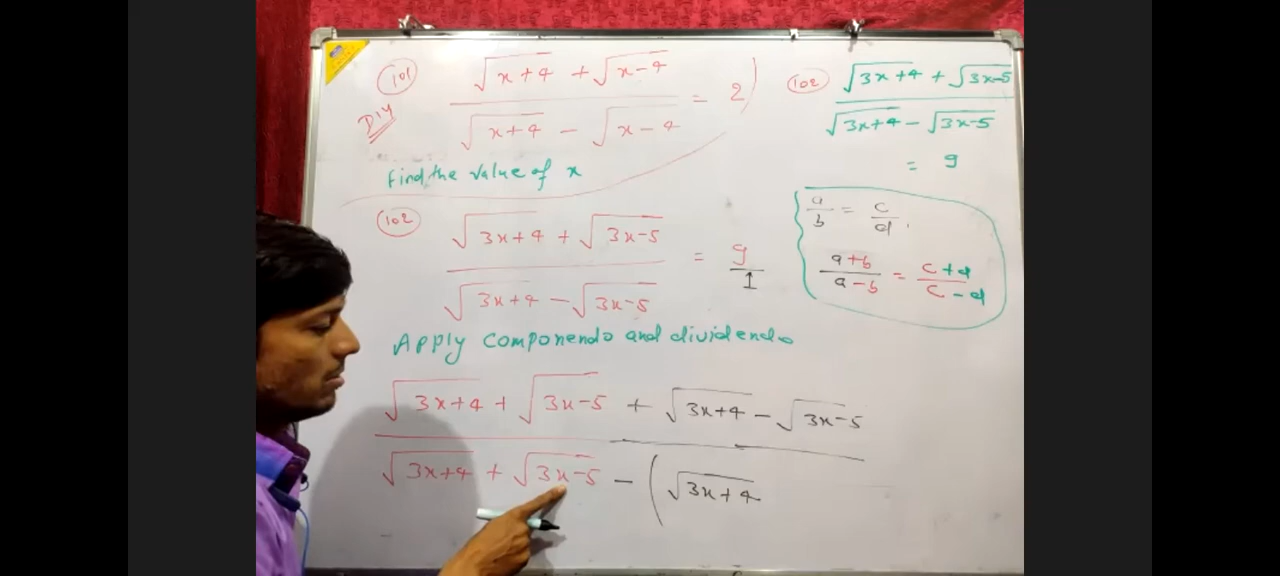 101
DIY
(√(x+4) + √(x-4)) / (√(x+4) - √(x-4)) = 2
Find the value of x
102
(√(3x+4) + √(3x-5)) / (√(3x+4) - √(3x-5)) = 9/1
Apply componendo and dividendo
(√(3x+4) + √(3x-5) + √(3x+4) - √(3x-5)) / (√(3x+4) + √(3x-5) - (√(3x+4)
102
(√(3x+4) + √(3x-5)) / (√(3x+4) - √(3x-5))
= 9
a/b = c/d.
(a+b)/(a-b) = (c+d)/(c-d)